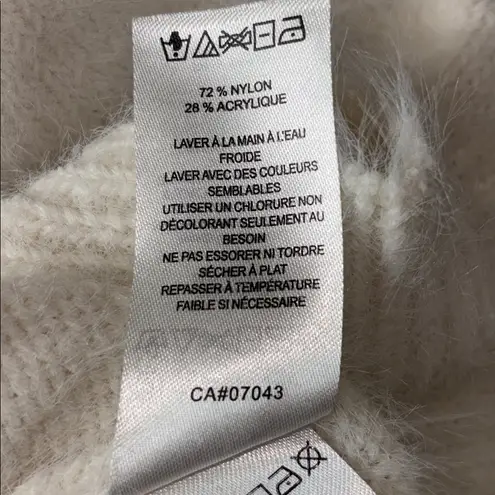 72 % NYLON
28 % ACRYLIQUE
LAVER À LA MAIN À L'EAU
FROIDE
LAVER AVEC DES COULEURS
SEMBLABLES
UTILISER UN CHLORURE NON
DÉCOLORANT SEULEMENT AU
BESOIN
NE PAS ESSORER NI TORDRE
SÉCHER À PLAT
REPASSER À TEMPÉRATURE
FAIBLE SI NÉCESSAIRE
CA#07043